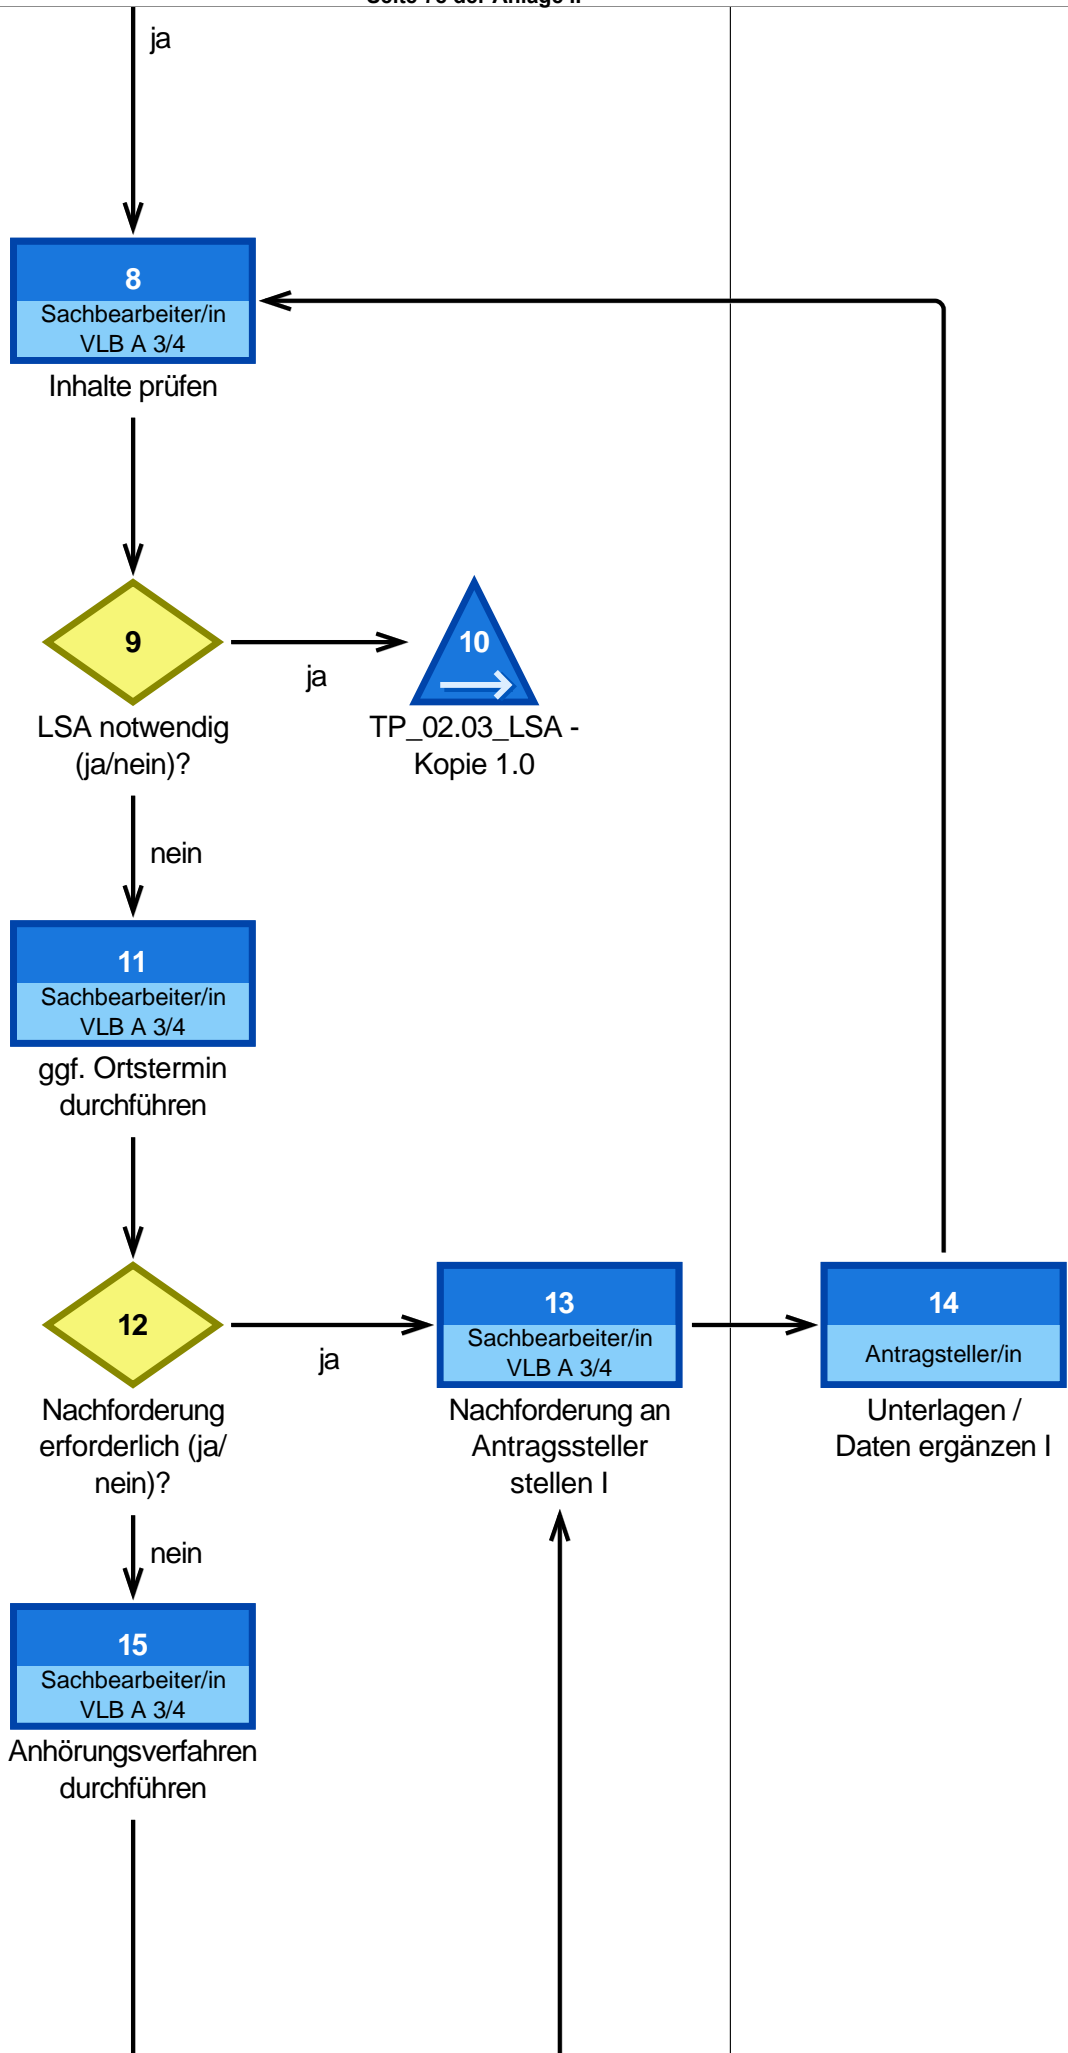 ja
8
Sachbearbeiter/in
VLB A 3/4
Inhalte prüfen
9
ja
LSA notwendig
(ja/nein)?
10
TP_02.03_LSA -
Kopie 1.0
nein
11
Sachbearbeiter/in
VLB A 3/4
ggf. Ortstermin
durchführen
12
ja
Nachforderung
erforderlich (ja/
nein)?
13
Sachbearbeiter/in
VLB A 3/4
Nachforderung an
Antragssteller
stellen I
14
Antragsteller/in
Unterlagen /
Daten ergänzen I
nein
15
Sachbearbeiter/in
VLB A 3/4
Anhörungsverfahren
durchführen